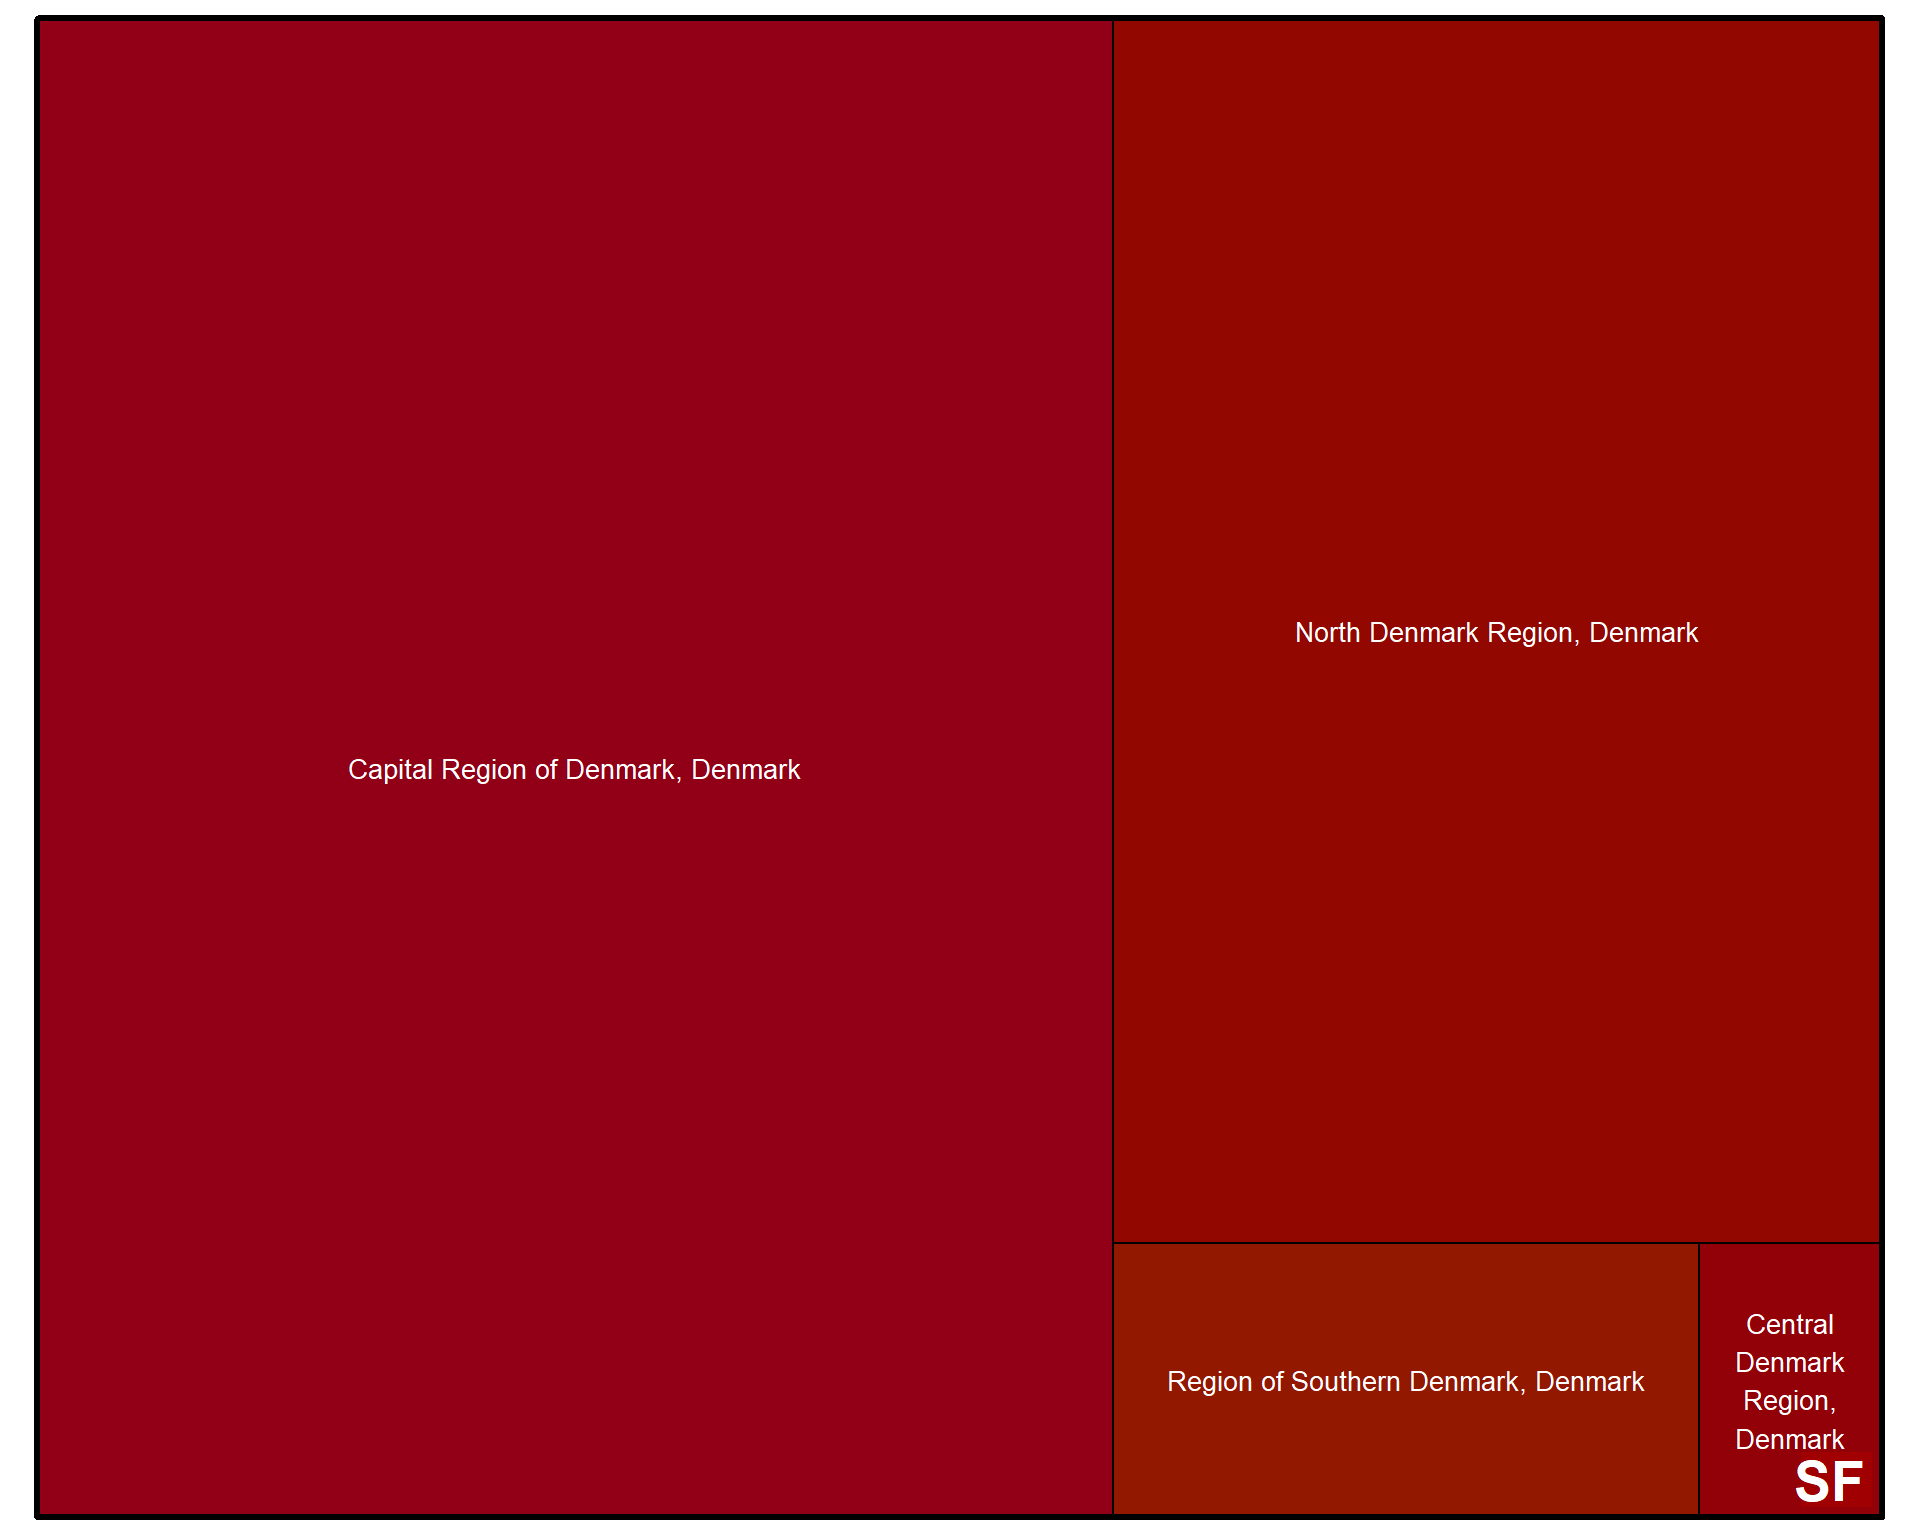 Capital Region of Denmark, Denmark
North Denmark Region, Denmark
Region of Southern Denmark, Denmark
Central
Denmark
Region,
Denmark
SF